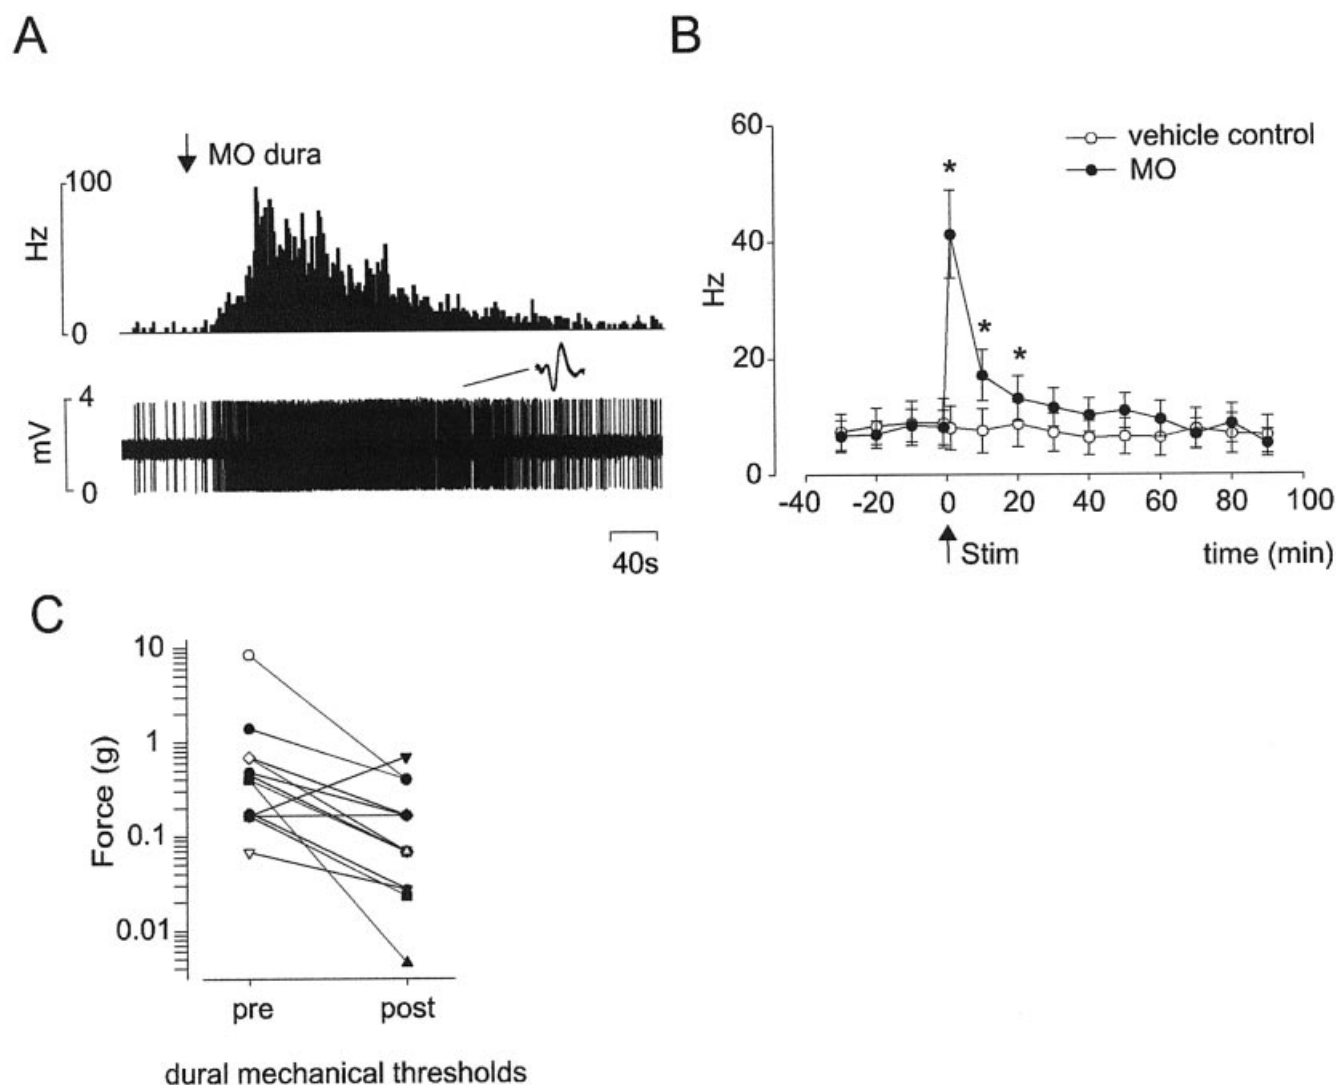 A
MO dura
100
Hz
0
4
mV
0
40s
B
60
40
Hz
20
0
vehicle control
MO
*
*
*
-40 -20 0 20 40 60 80 100
Stim
time (min)
C
10
1
Force (g)
0.1
0.01
pre post
dural mechanical thresholds